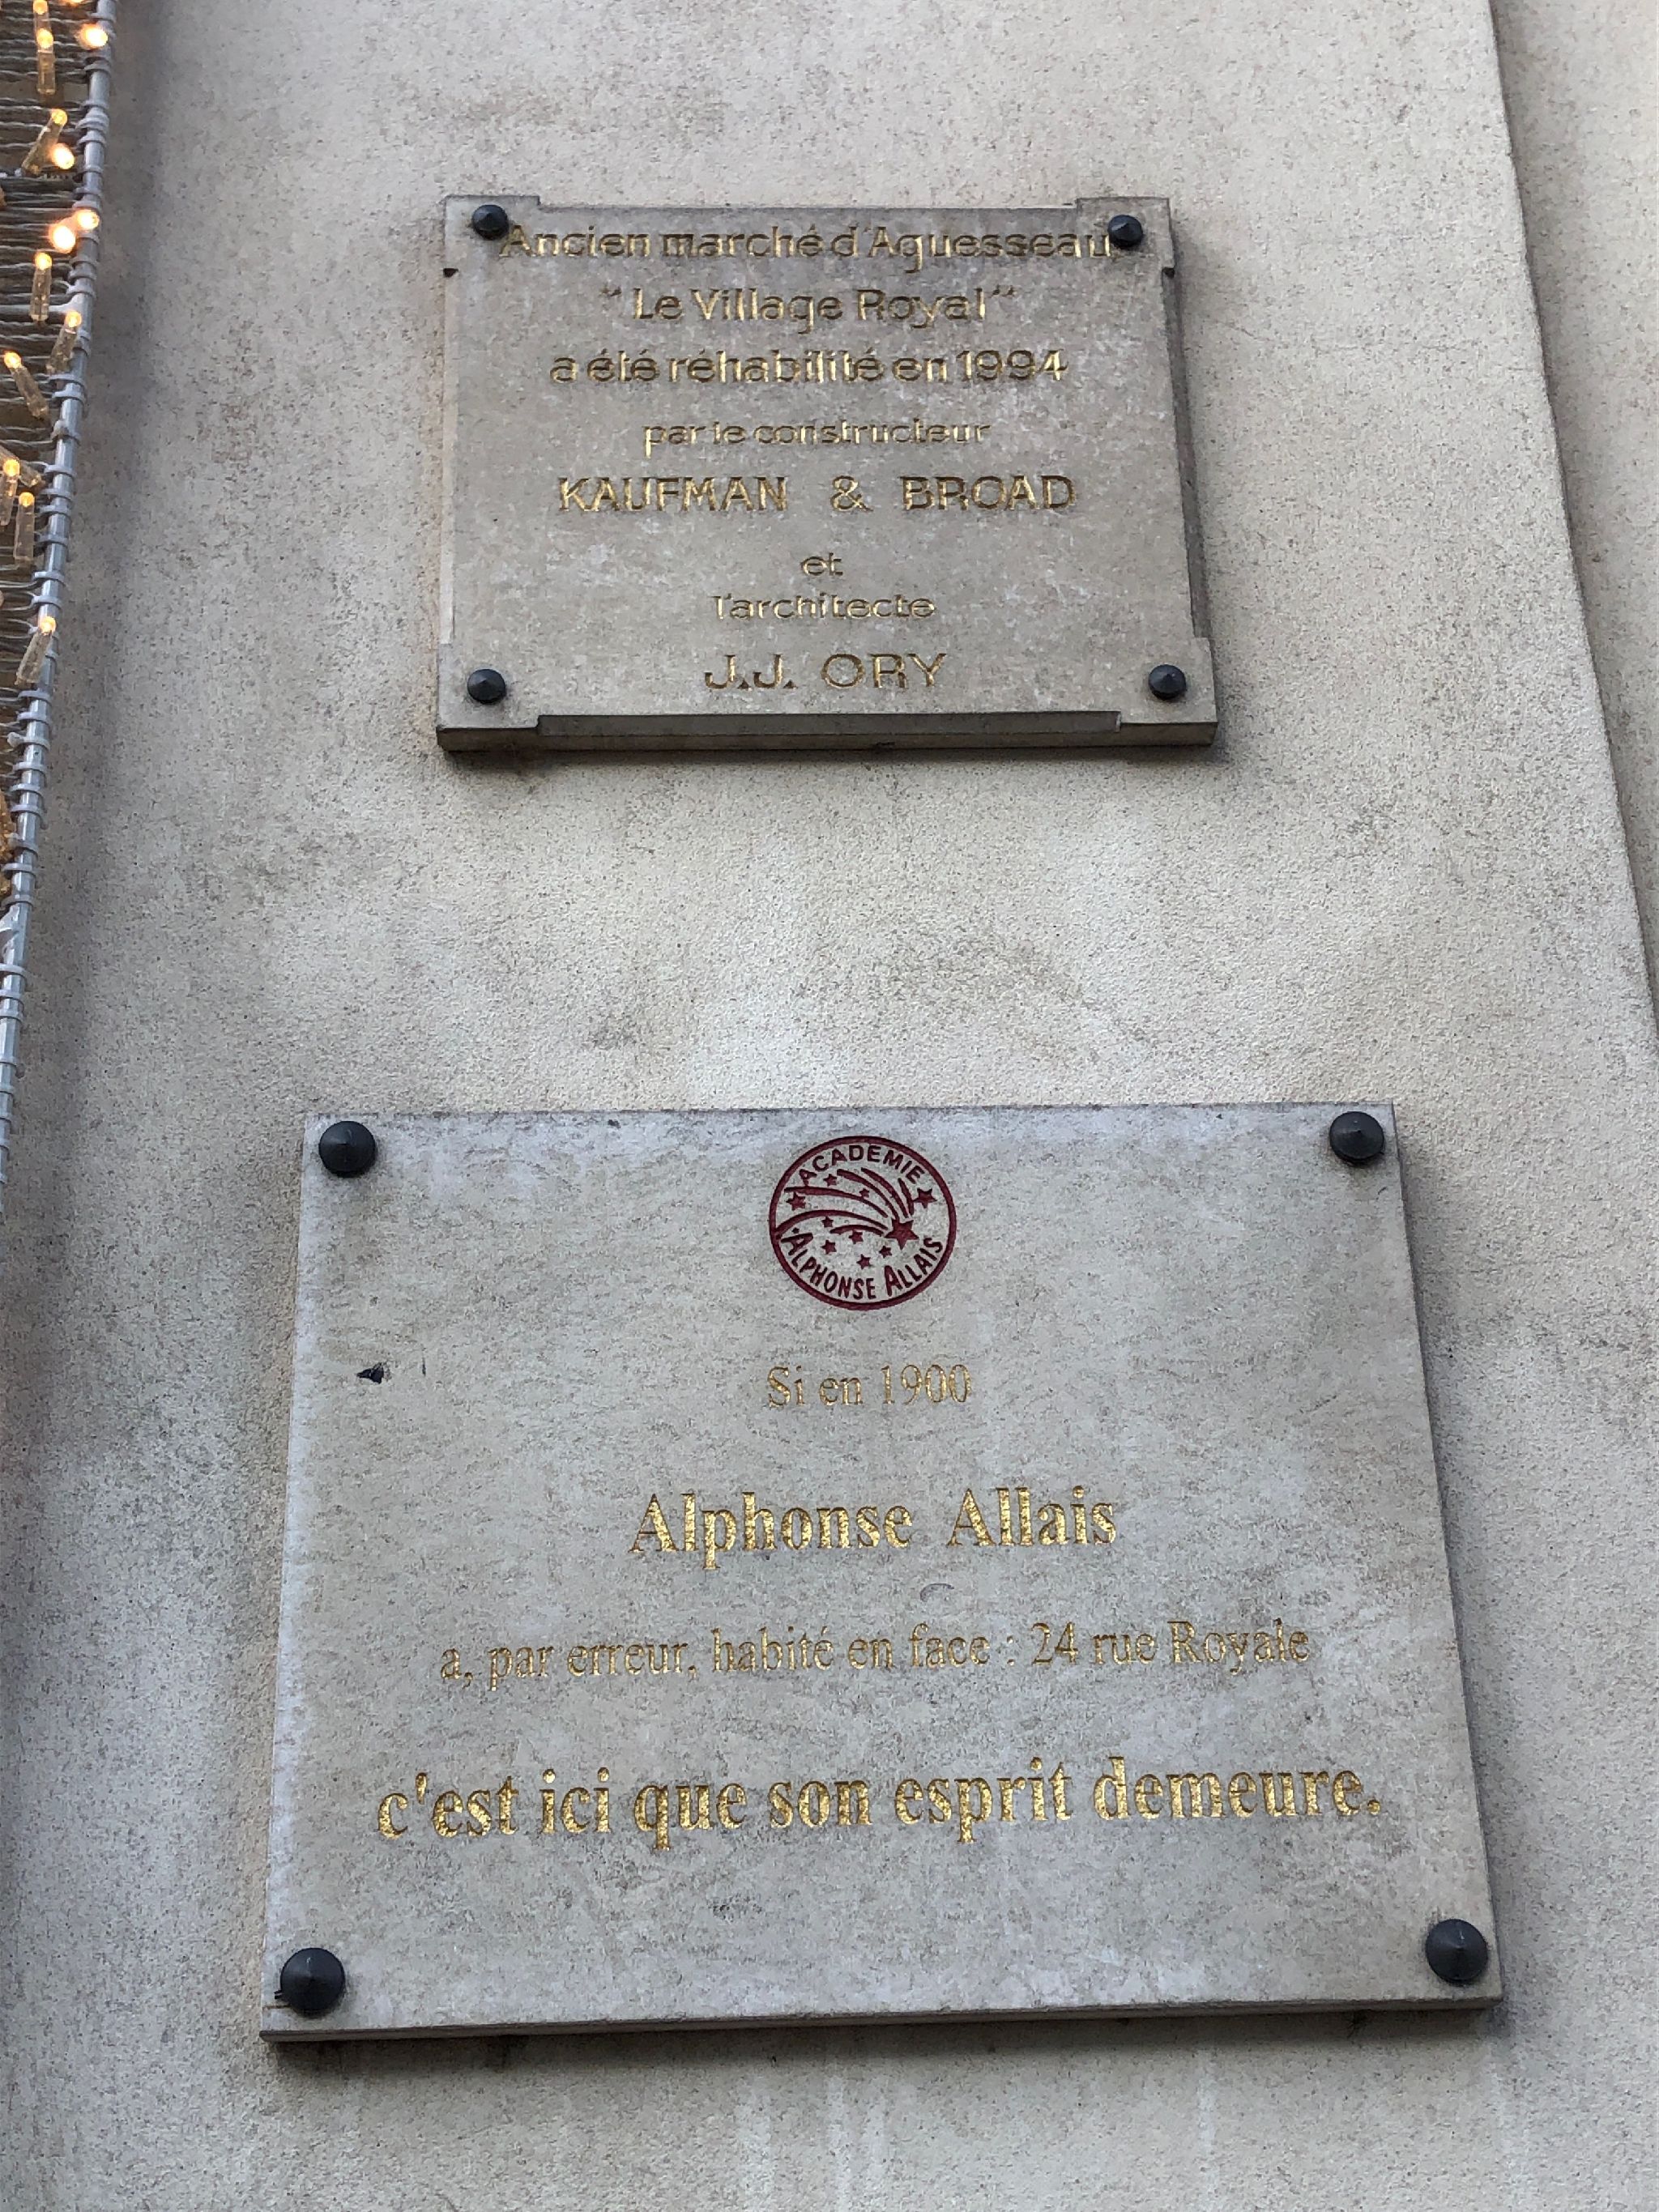 Ancien marché d'Aguesseau
"Le Village Royal"
a été réhabilité en 1994
par le constructeur
KAUFMAN & BROAD
et
l'architecte
J.J. ORY
ACADEMIE
ALPHONSE ALLAIS
Si en 1900
Alphonse Allais
a, par erreur, habité en face : 24 rue Royale
c'est ici que son esprit demeure.